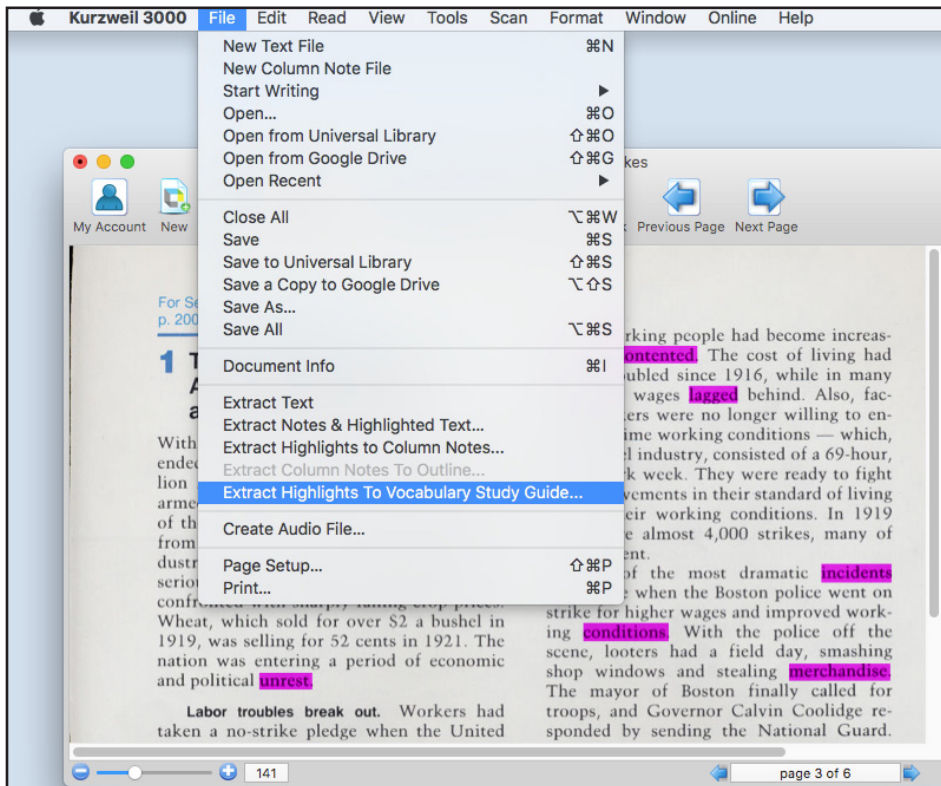 Kurzweil 3000 File Edit Read View Tools Scan Format Window Online Help
New Text File ⌘N
New Column Note File
Start Writing ▶
Open... ⌘O
Open from Universal Library ⇧⌘O
Open from Google Drive ⇧⌘G
Open Recent ▶
Close All ⌥⌘W
Save ⌘S
Save to Universal Library ⇧⌘S
Save a Copy to Google Drive ⌥⇧S
Save As...
Save All ⌥⌘S
Document Info ⌘I
Extract Text
Extract Notes & Highlighted Text...
Extract Highlights to Column Notes...
Extract Column Notes To Outline...
Extract Highlights To Vocabulary Study Guide...
Create Audio File...
Page Setup... ⇧⌘P
Print... ⌘P
kes
My Account New Previous Page Next Page
For Se
p. 200
1 T
A
a
With
ended
lion
arme
of th
from
dustr
seriou
confronted with sharply falling crop prices.
Wheat, which sold for over $2 a bushel in
1919, was selling for 52 cents in 1921. The
nation was entering a period of economic
and political unrest.
Labor troubles break out. Workers had
taken a no-strike pledge when the United
rking people had become increas-
ontented. The cost of living had
ubled since 1916, while in many
wages lagged behind. Also, fac-
ers were no longer willing to en-
ime working conditions — which,
l industry, consisted of a 69-hour,
k week. They were ready to fight
vements in their standard of living
eir working conditions. In 1919
e almost 4,000 strikes, many of
ent.
of the most dramatic incidents
e when the Boston police went on
strike for higher wages and improved work-
ing conditions. With the police off the
scene, looters had a field day, smashing
shop windows and stealing merchandise.
The mayor of Boston finally called for
troops, and Governor Calvin Coolidge re-
sponded by sending the National Guard.
141 page 3 of 6